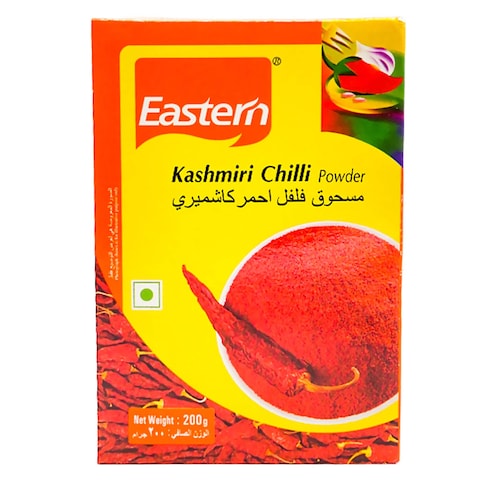 Eastern®
Kashmiri Chilli Powder
مسحوق فلفل احمر كاشميري
Net Weight : 200g
الوزن الصافي: ٢٠٠ جرام